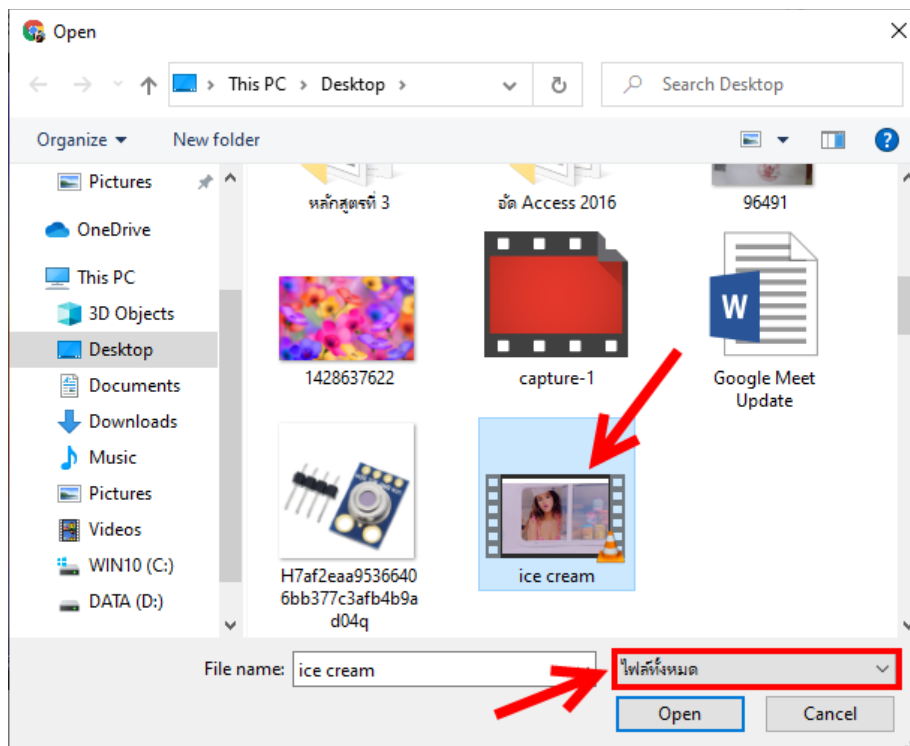 Open
This PC > Desktop >
Search Desktop
Organize
New folder
?
Pictures
OneDrive
This PC
3D Objects
Desktop
Documents
Downloads
Music
Pictures
Videos
WIN10 (C:)
DATA (D:)
หลักสูตรที่ 3
อัด Access 2016
96491
1428637622
capture-1
W
Google Meet
Update
H7af2eaa9536640
6bb377c3afb4b9a
d04q
ice cream
File name:
ice cream
ไฟล์ทั้งหมด
Open
Cancel